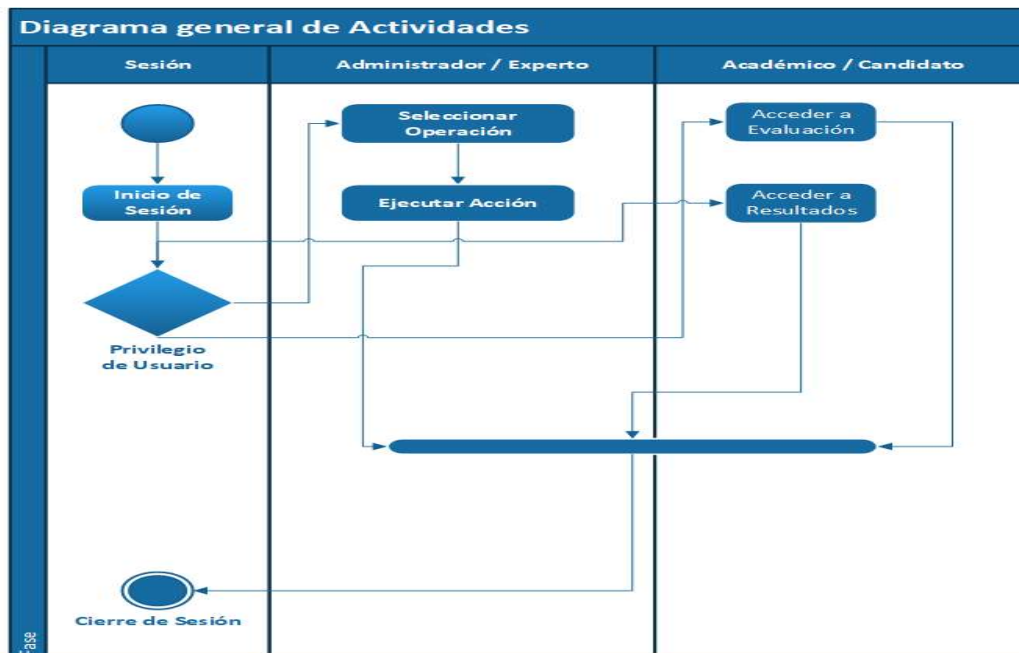 Diagrama general de Actividades
Sesión
Administrador / Experto
Académico / Candidato
Seleccionar
Operación
Acceder a
Evaluación
Inicio de
Sesión
Ejecutar Acción
Acceder a
Resultados
Privilegio
de Usuario
Cierre de Sesión
Fase